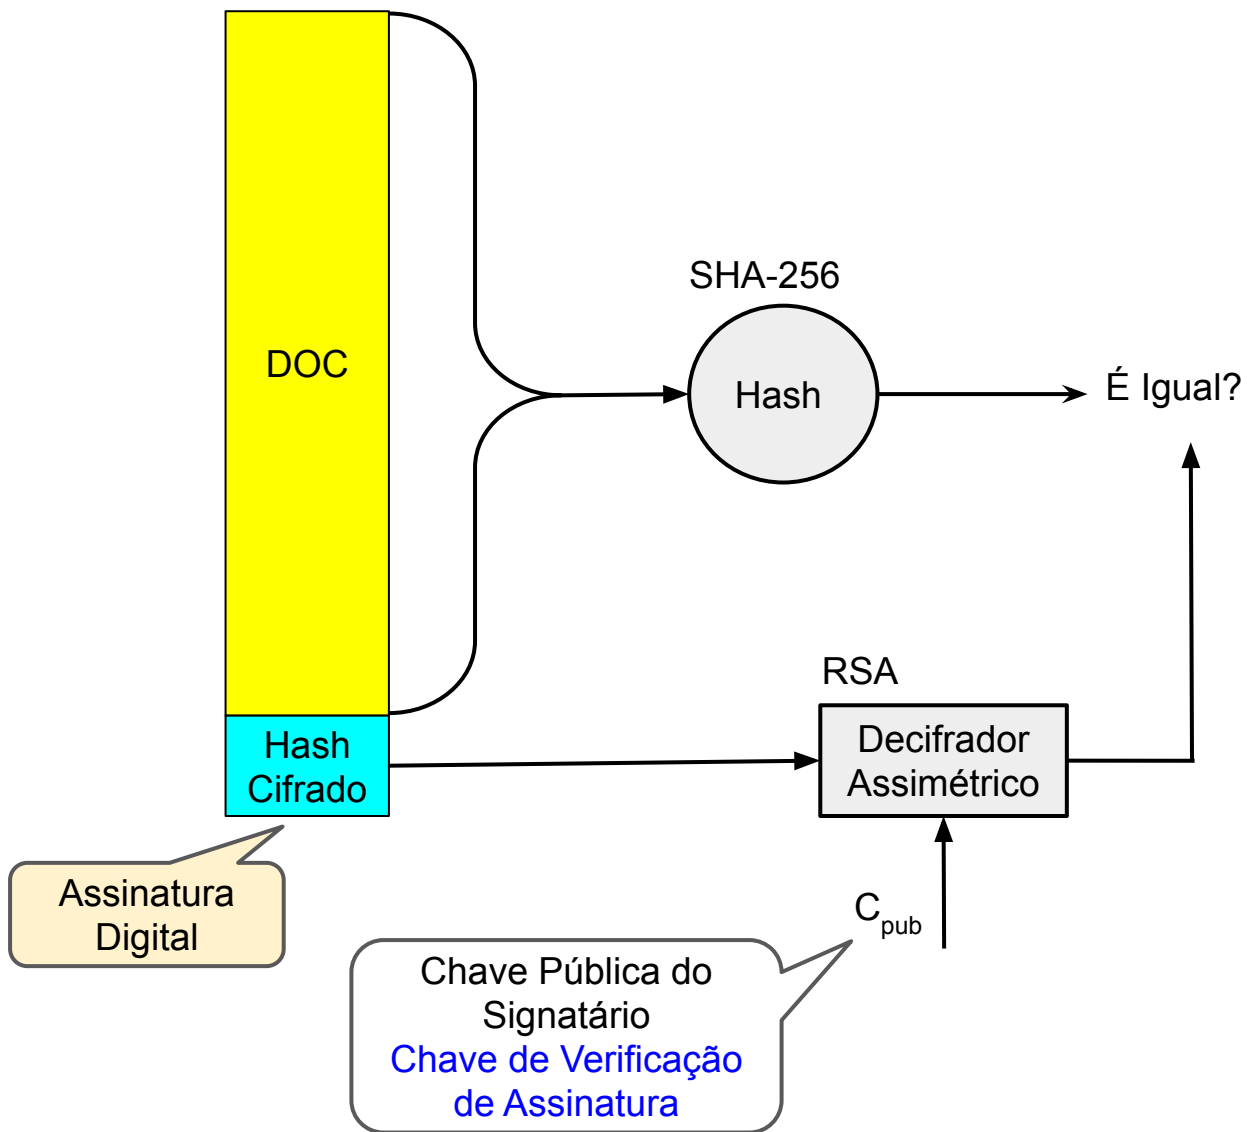 SHA-256
DOC
Hash
É Igual?
RSA
Hash
Cifrado
Decifrador
Assimétrico
Assinatura
Digital
Cpub
Chave Pública do
Signatário
Chave de Verificação
de Assinatura